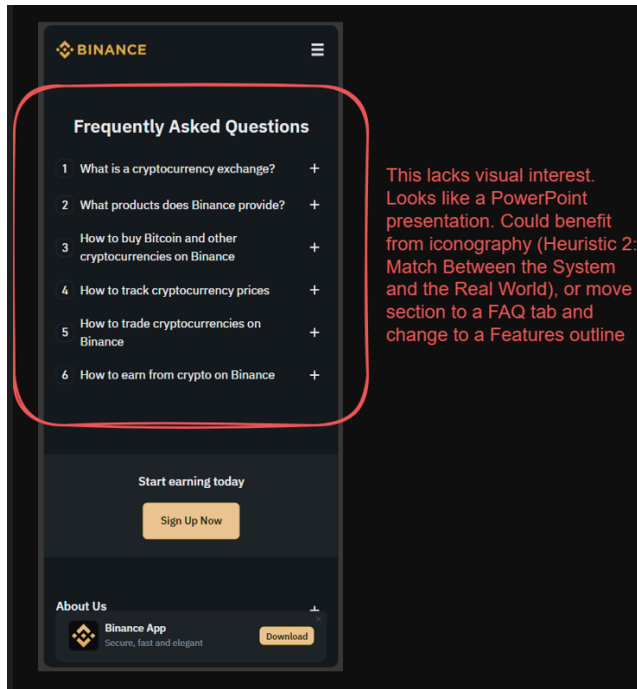 BINANCE
Frequently Asked Questions
1 What is a cryptocurrency exchange? +
2 What products does Binance provide? +
3 How to buy Bitcoin and other
cryptocurrencies on Binance +
4 How to track cryptocurrency prices +
5 How to trade cryptocurrencies on
Binance +
6 How to earn from crypto on Binance +
This lacks visual interest.
Looks like a PowerPoint
presentation. Could benefit
from iconography (Heuristic 2:
Match Between the System
and the Real World), or move
section to a FAQ tab and
change to a Features outline
Start earning today
Sign Up Now
About Us +
Binance App
Secure, fast and elegant
Download